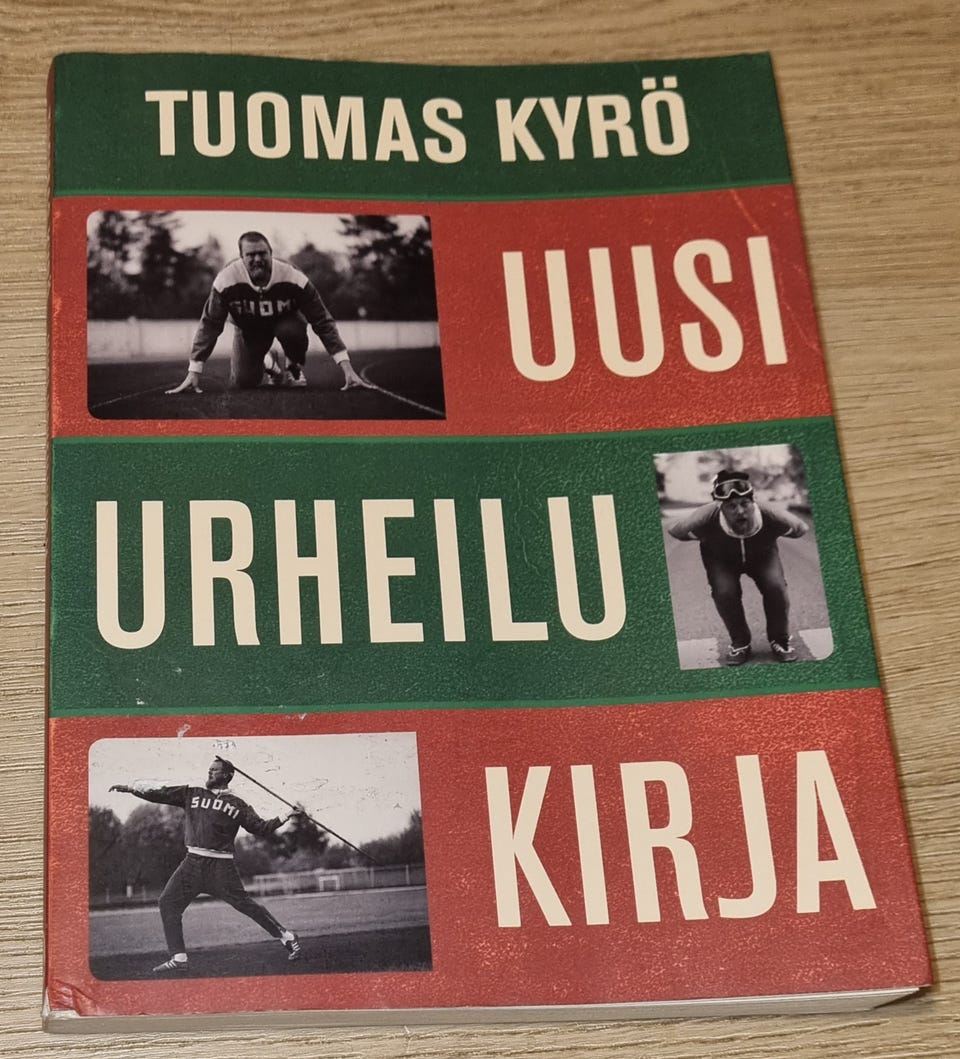 TUOMAS KYRÖ
SUOMI
UUSI
URHEILU
SUOMI
KIRJA